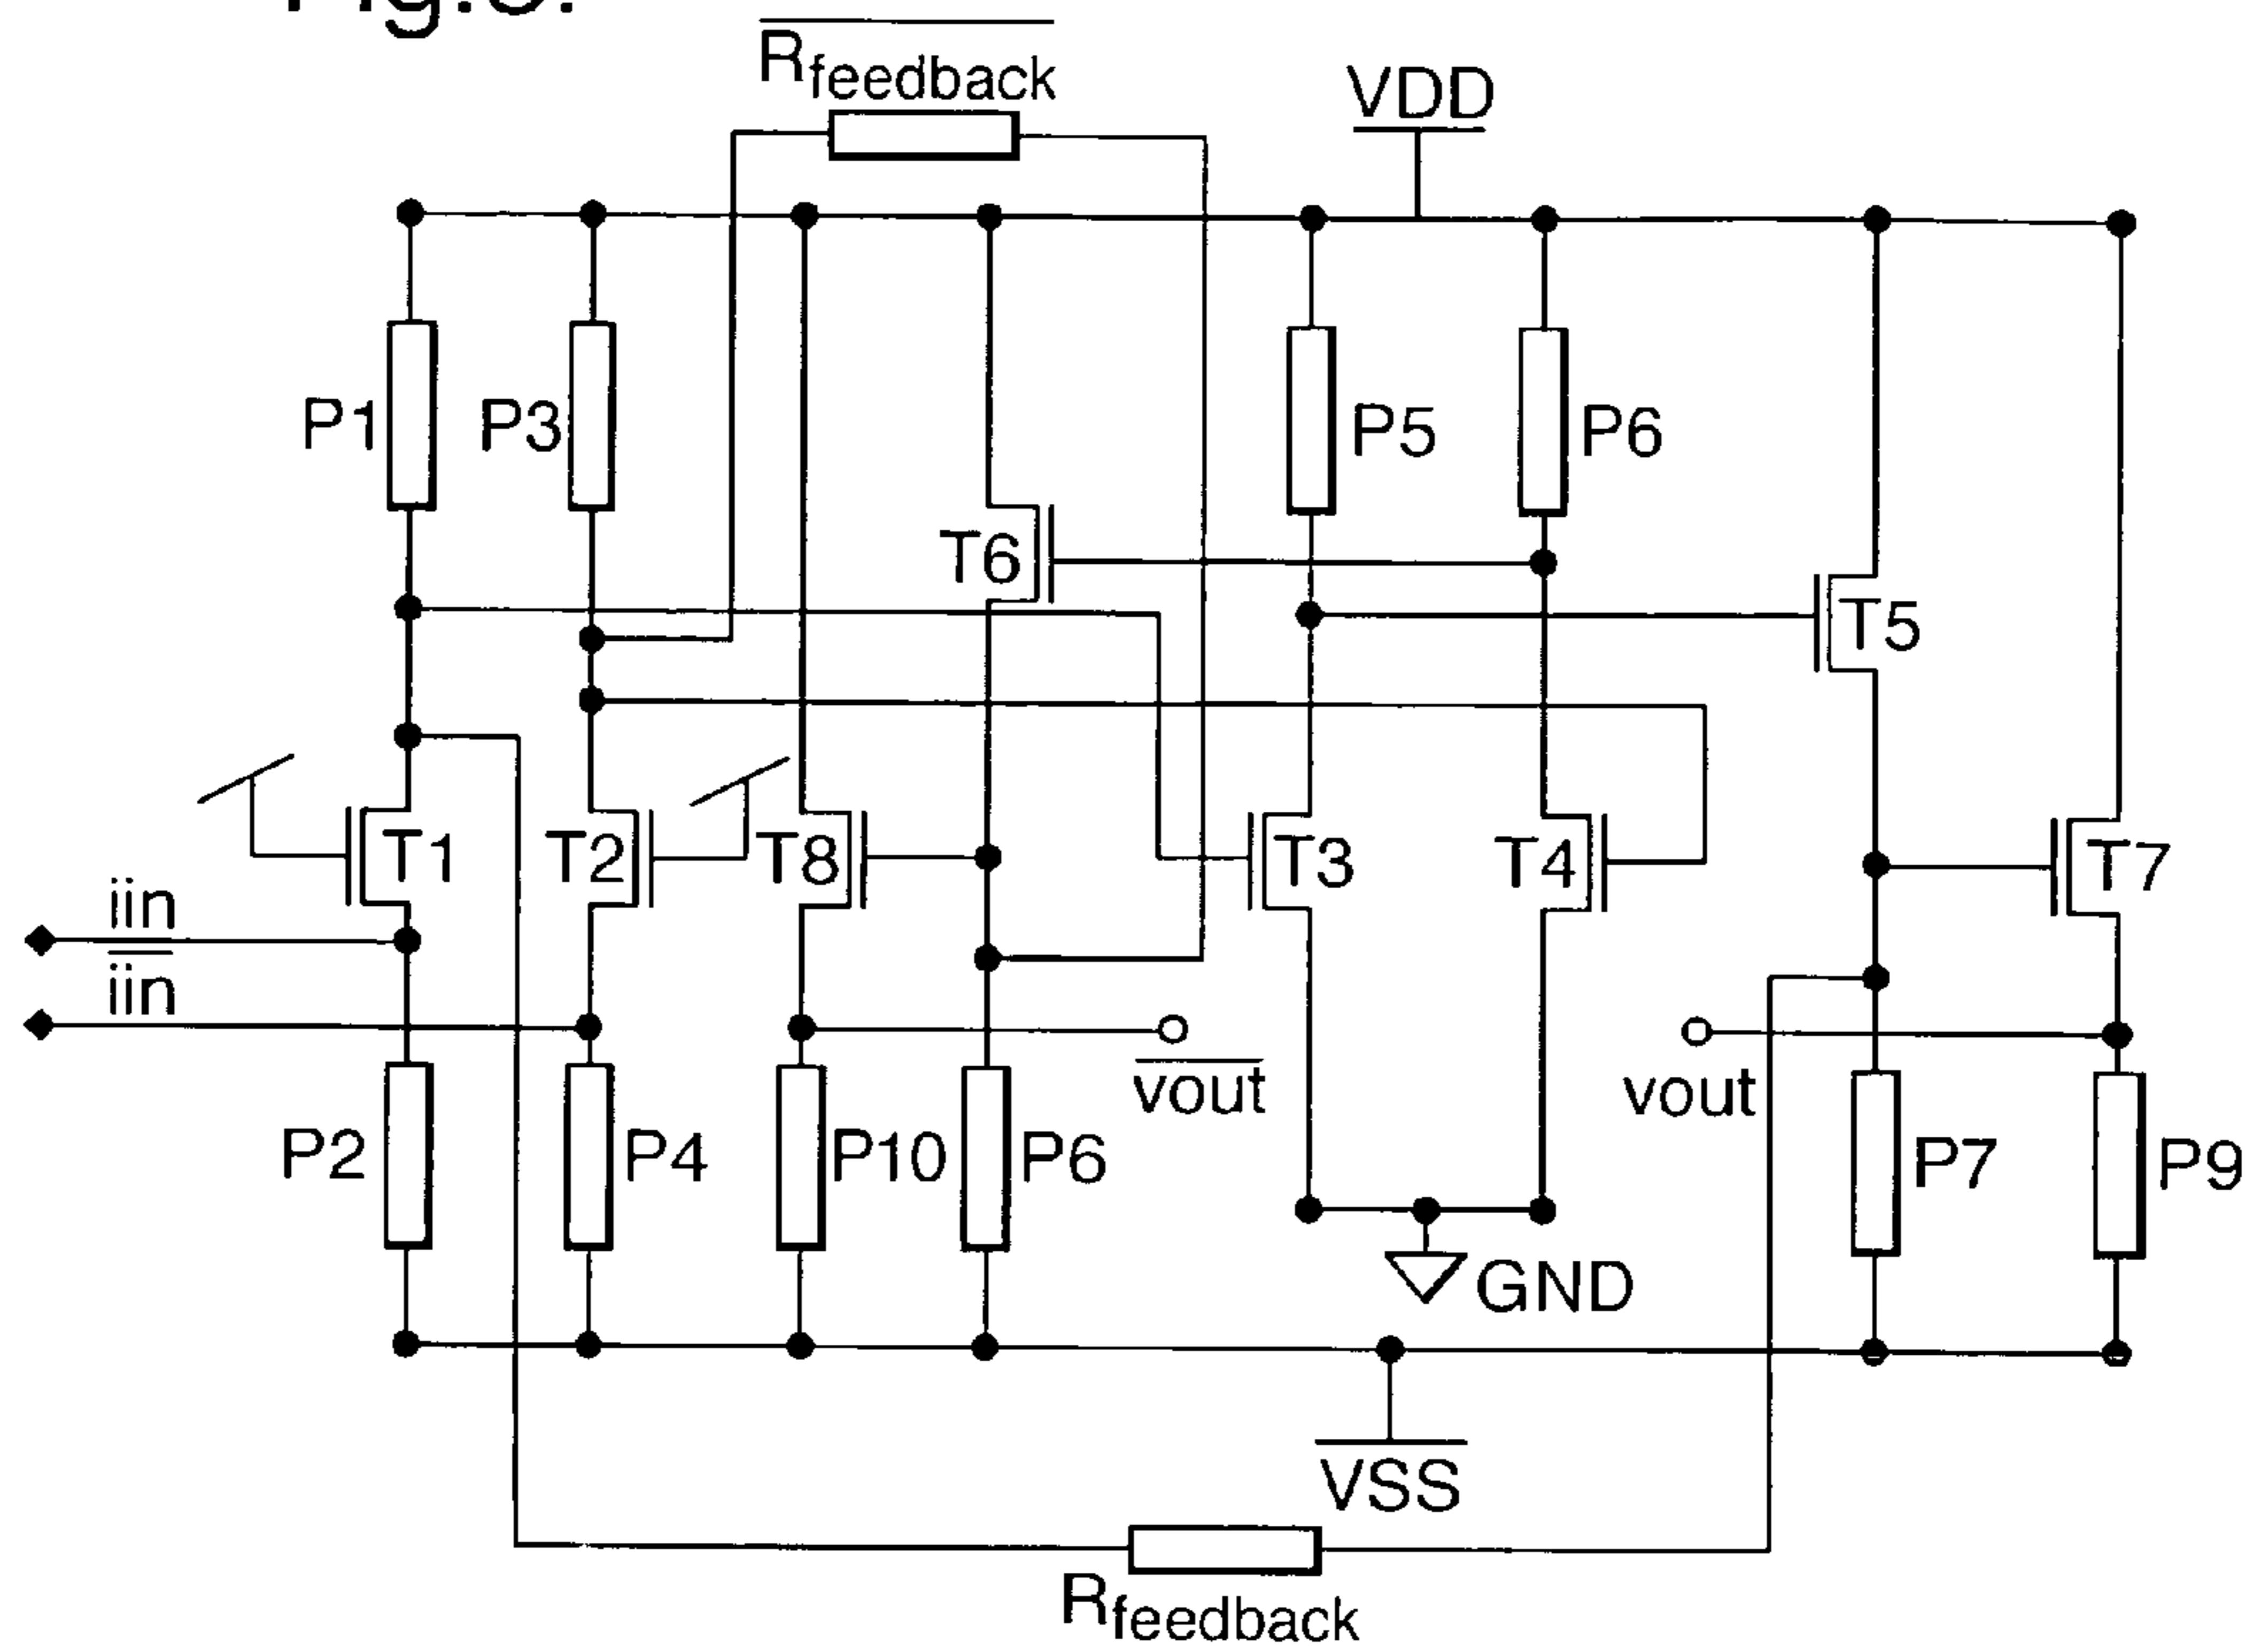 Fig.
Rfeedback
VDD
P1
P3
P5
P6
T6
T5
T1
T2
T8
T3
T4
T7
iin
iin
vout
vout
P2
P4
P10
P6
P7
P9
GND
VSS
Rfeedback